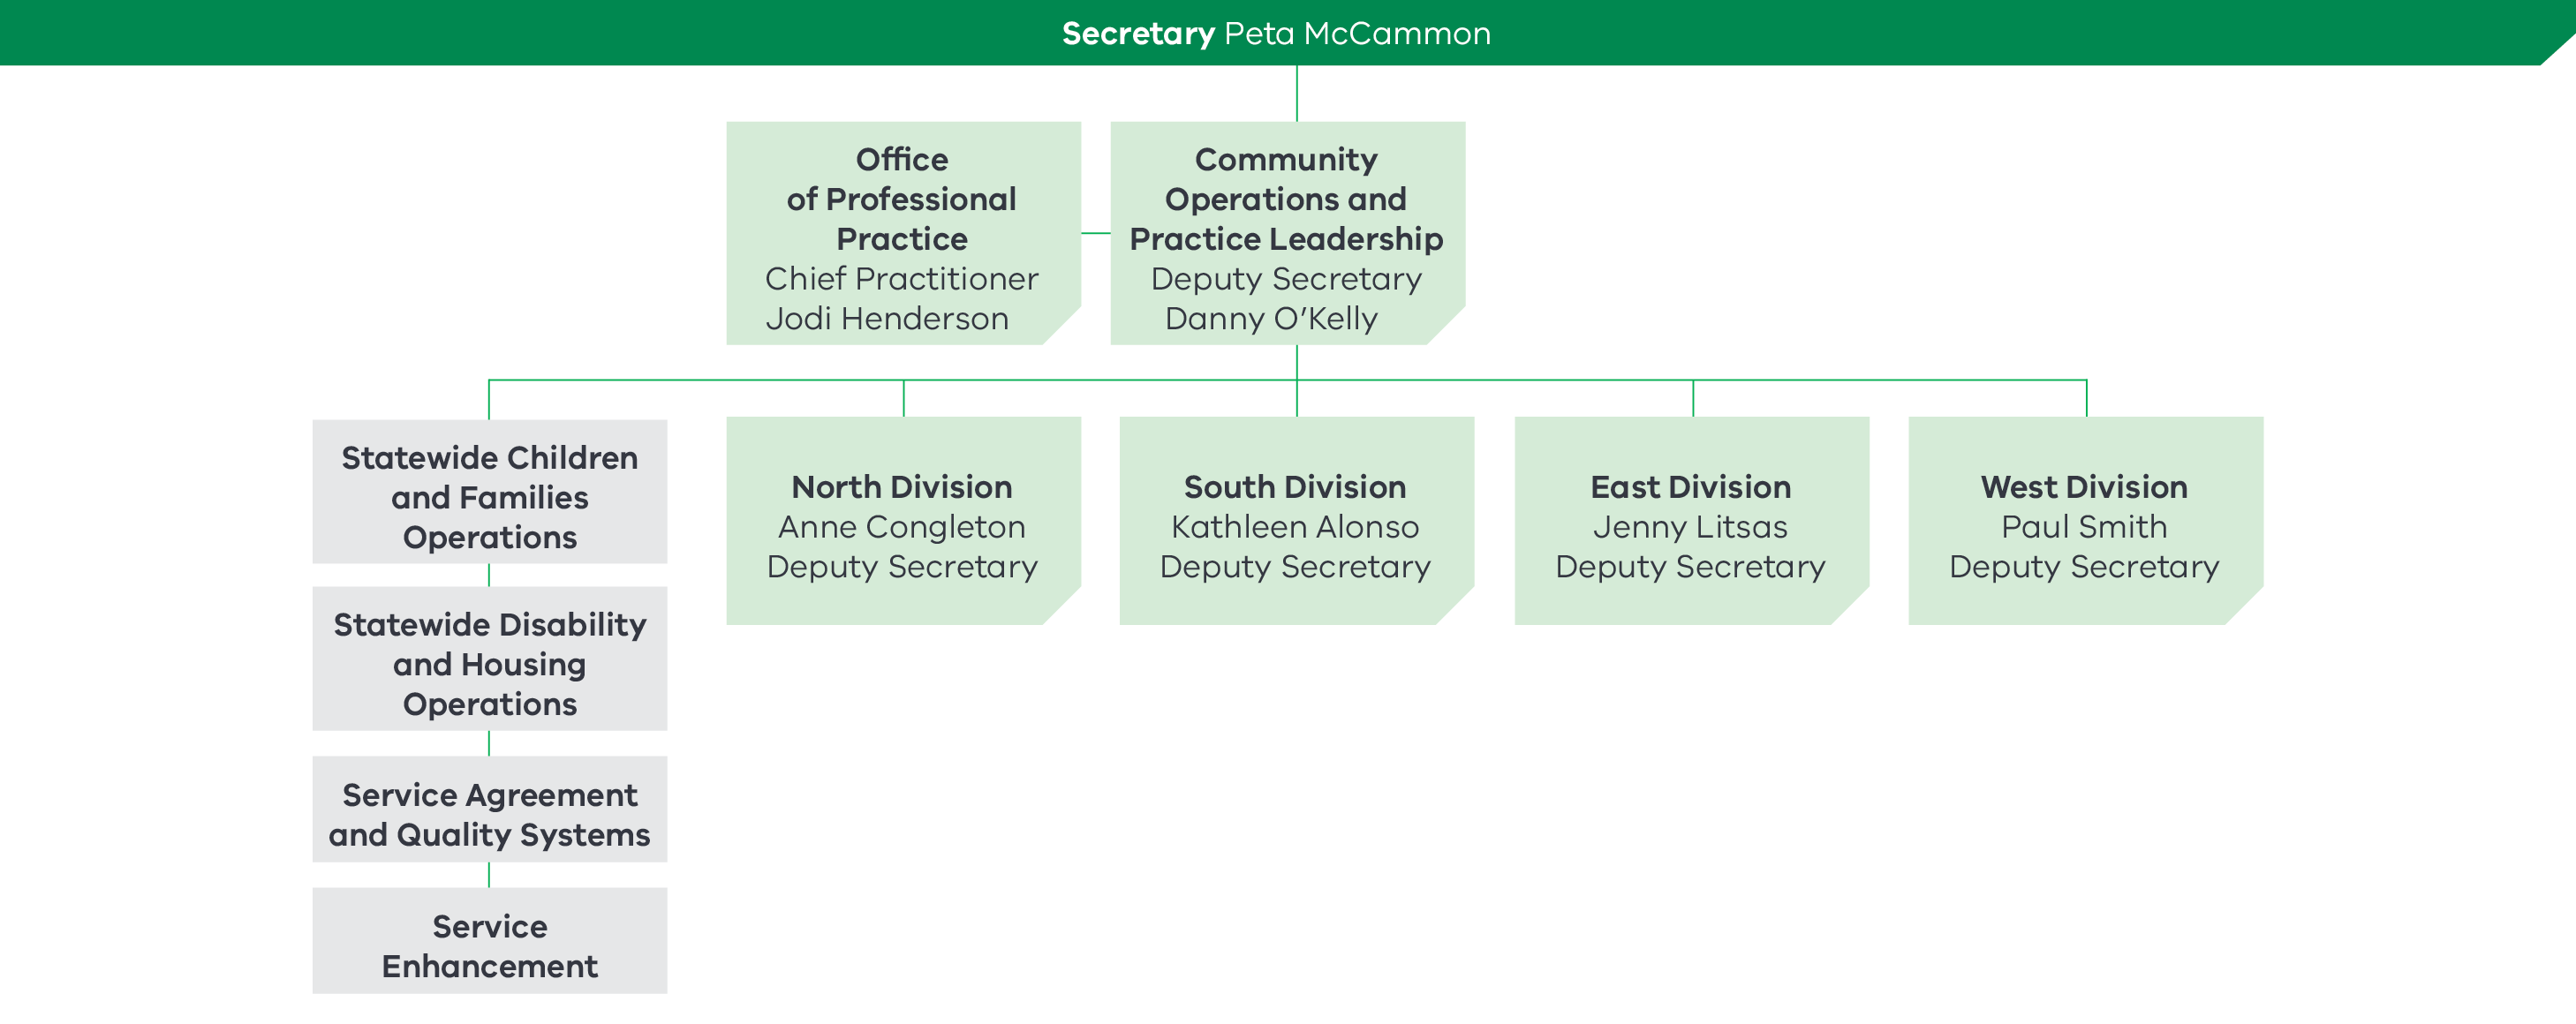 Secretary Peta McCammon
Office
of Professional
Practice
Chief Practitioner
Jodi Henderson
Community
Operations and
Practice Leadership
Deputy Secretary
Danny O’Kelly
Statewide Children
and Families
Operations
Statewide Disability
and Housing
Operations
Service Agreement
and Quality Systems
Service
Enhancement
North Division
Anne Congleton
Deputy Secretary
South Division
Kathleen Alonso
Deputy Secretary
East Division
Jenny Litsas
Deputy Secretary
West Division
Paul Smith
Deputy Secretary